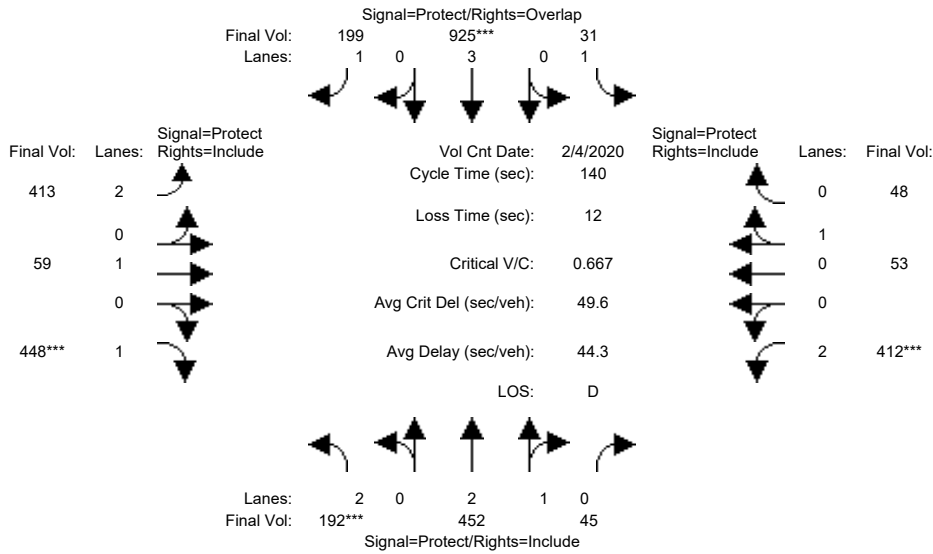 Signal=Protect/Rights=Overlap
Final Vol: 199 925*** 31
Lanes: 1 0 3 0 1
Signal=Protect Signal=Protect
Final Vol: Lanes: Rights=Include Vol Cnt Date: 2/4/2020 Rights=Include Lanes: Final Vol:
Cycle Time (sec): 140
413 2 0 48
Loss Time (sec): 12
0 1
59 1 Critical V/C: 0.667 0 53
0 Avg Crit Del (sec/veh): 49.6 0
448*** 1 Avg Delay (sec/veh): 44.3 2 412***
LOS: D
Lanes: 2 0 2 1 0
Final Vol: 192*** 452 45
Signal=Protect/Rights=Include